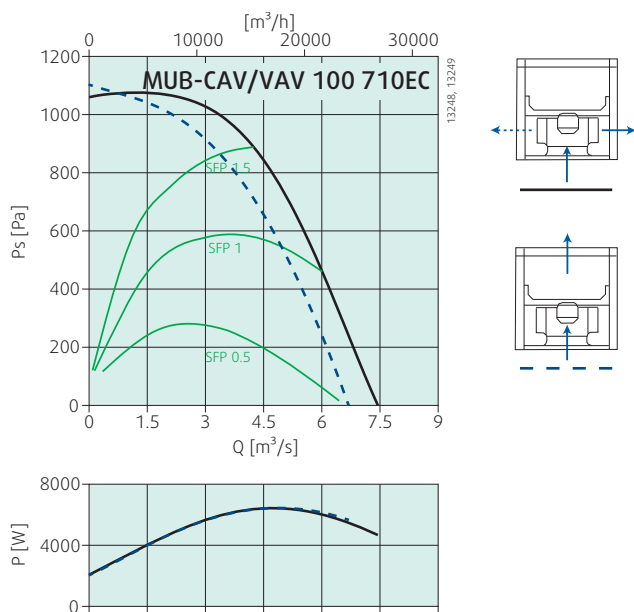 [m³/h]
0 10000 20000 30000
1200
1000
800
600
400
200
0
Ps [Pa]
MUB-CAV/VAV 100 710EC
13248, 13249
SFP 1.5
SFP 1
SFP 0.5
0 1.5 3 4.5 6 7.5 9
Q [m³/s]
8000
4000
0
P [W]